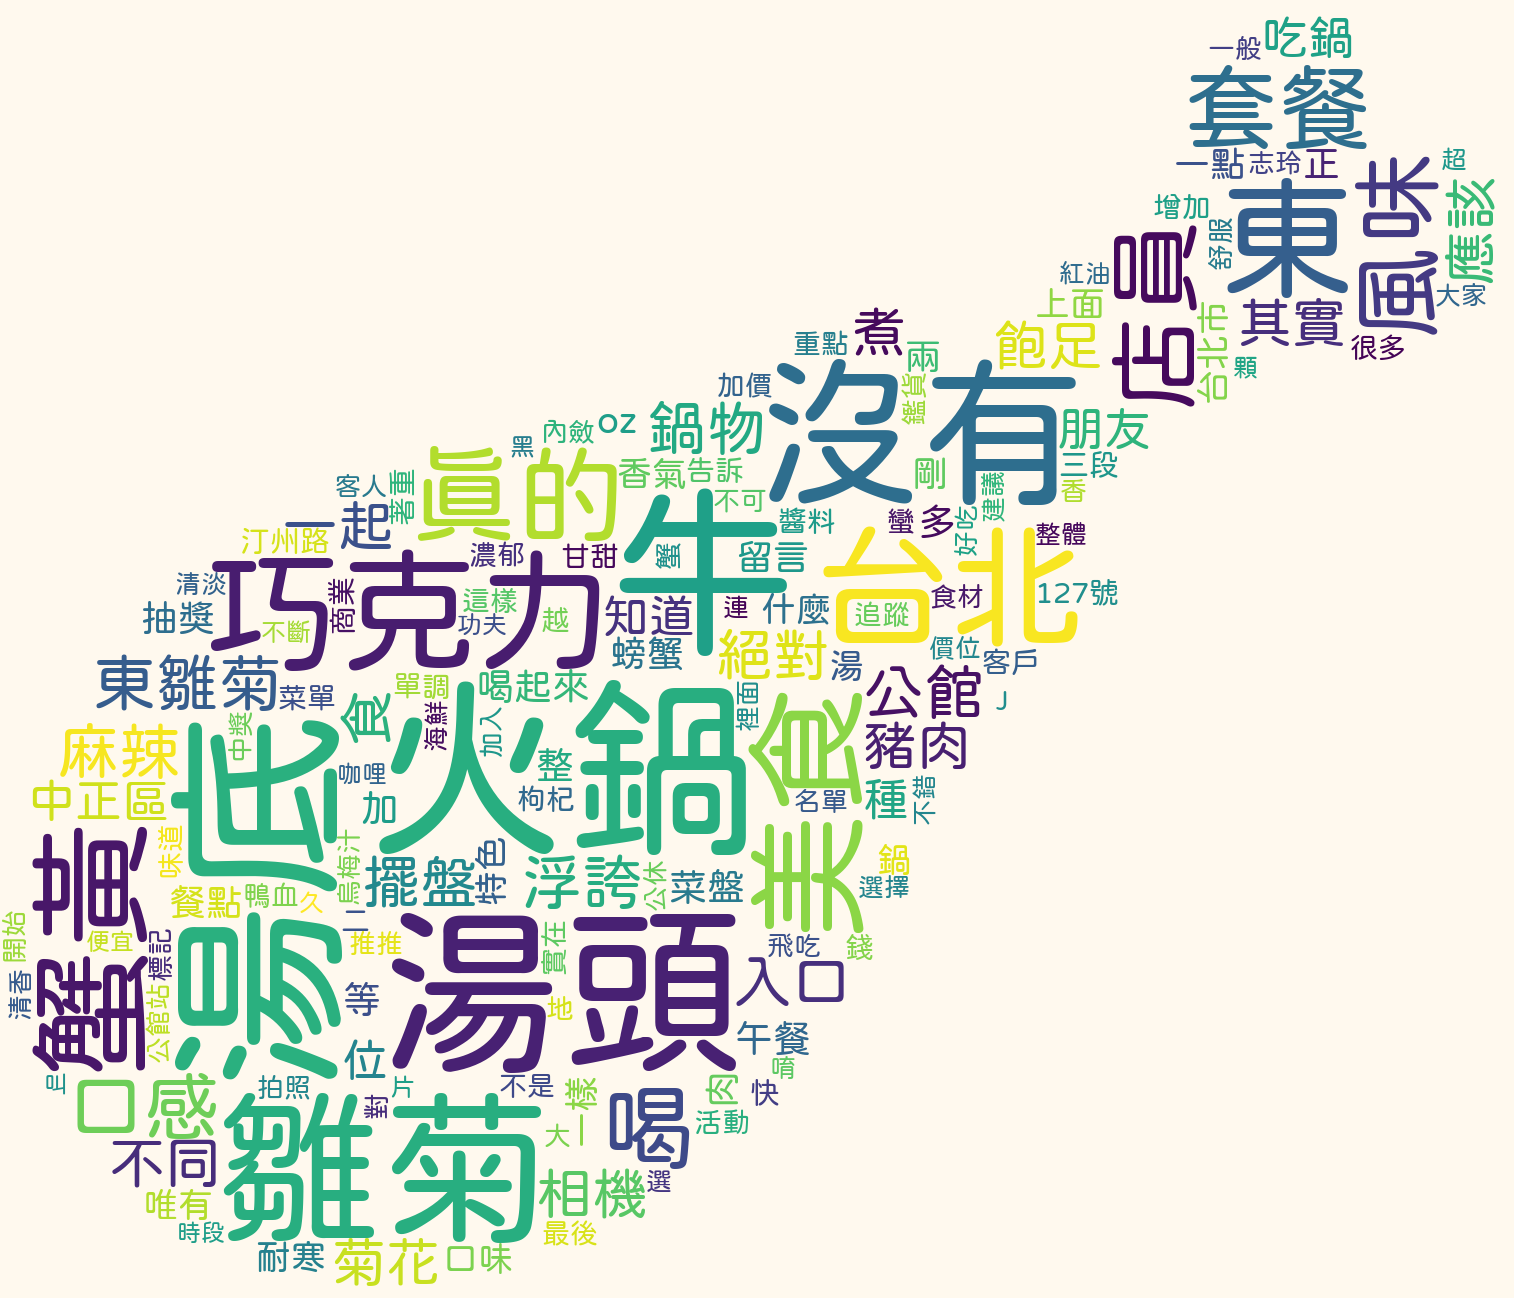 吃鍋
一般
套餐
一點
志玲
正
風味
超
應該
東
增加
舒服
店員
紅油
上面
大家
其實
很多
台北市
顆
飽足
煮
重點
兩
沒有
加價
鑑貨
朋友
鍋物
oz
內斂
黑
真的
香氣
告訴
剛
三段
香
建議
不可
客人
著重
一起
汀州路
牛
醬料
蠻
多
好吃
整體
濃郁
甘甜
蟹
留言
台北
巧克力
清淡
抽獎
不斷
商業
這樣
功夫
越
知道
連
什麼
追蹤
食材
127號
螃蟹
絕對
湯
價位
客戶
J
東雛菊
菜單
單調
喝起來
裡面
公館
豬肉
食
海鮮
加入
火鍋
美食
麻辣
中獎
底
咖哩
整
枸杞
加
名單
種
不錯
中正區
味道
烏梅汁
擺盤
特色
浮誇
公休
菜盤
鍋
選擇
蟹黃
餐點
鴨血
久
二
推推
湯
湯頭
實在
飛吃
錢
入口
開始
便宜
標記
清香
公館站
等
地
午餐
位
唷
口感
拍照
片
不是
對
一樣
大
肉
快
喝
活動
雛菊
不同
唯有
時段
相機
選
最後
耐寒
菊花
口味